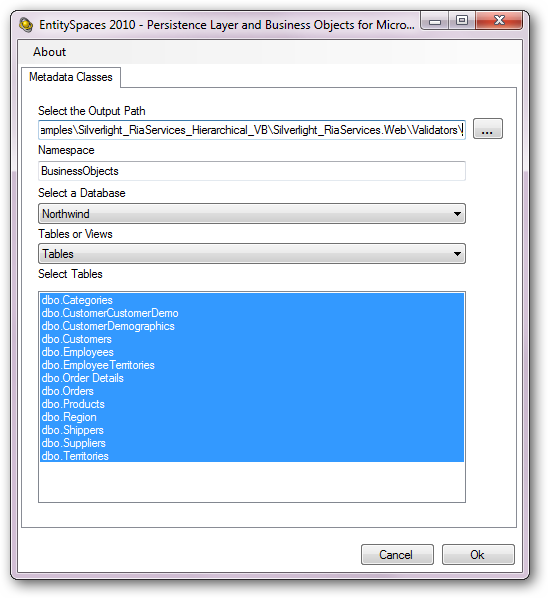 EntitySpaces 2010 - Persistence Layer and Business Objects for Micro...
About
Metadata Classes
Select the Output Path
amples\Silverlight_RiaServices_Hierarchical_VB\Silverlight_RiaServices.Web\Validators\
...
Namespace
BusinessObjects
Select a Database
Northwind
Tables or Views
Tables
Select Tables
dbo.Categories
dbo.CustomerCustomerDemo
dbo.CustomerDemographics
dbo.Customers
dbo.Employees
dbo.EmployeeTerritories
dbo.Order Details
dbo.Orders
dbo.Products
dbo.Region
dbo.Shippers
dbo.Suppliers
dbo.Territories
Cancel
Ok